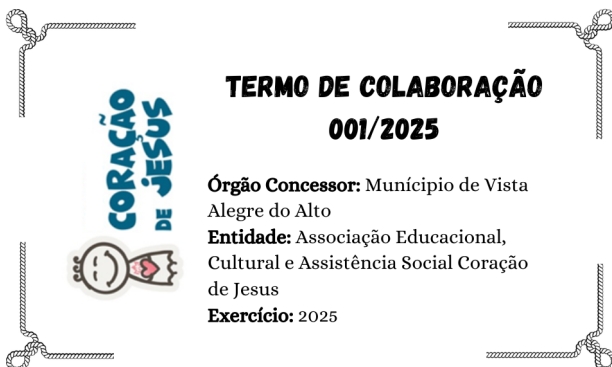 CORAÇÃO
DE JESUS
TERMO DE COLABORAÇÃO
001/2025
Órgão Concessor: Munícipio de Vista
Alegre do Alto
Entidade: Associação Educacional,
Cultural e Assistência Social Coração
de Jesus
Exercício: 2025